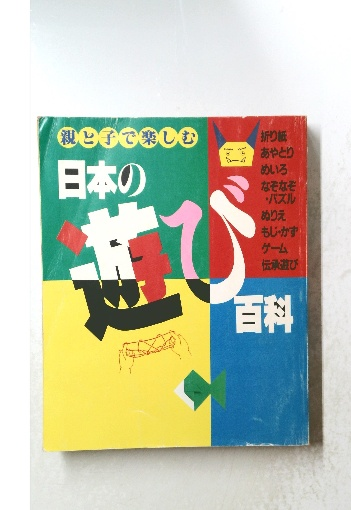 親と子で楽しむ
日本の
遊び
百科
折り紙
あやとり
めいろ
なぞなぞ
・パズル
ぬりえ
もじ・かず
ゲーム
伝承遊び